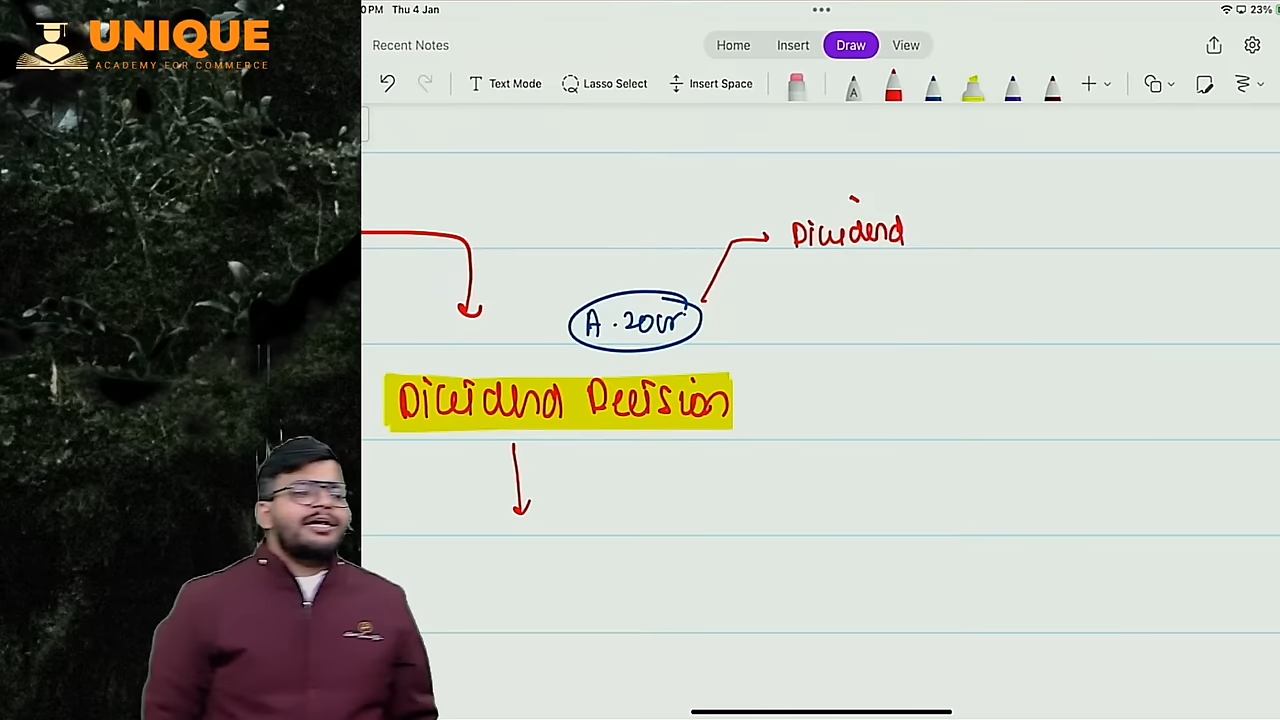 UNIQUE
ACADEMY FOR COMMERCE
PM Thu 4 Jan
23%
Recent Notes
Home Insert Draw View
Text Mode Lasso Select Insert Space
A
Dividend
A. 20cr
Dividend Decision